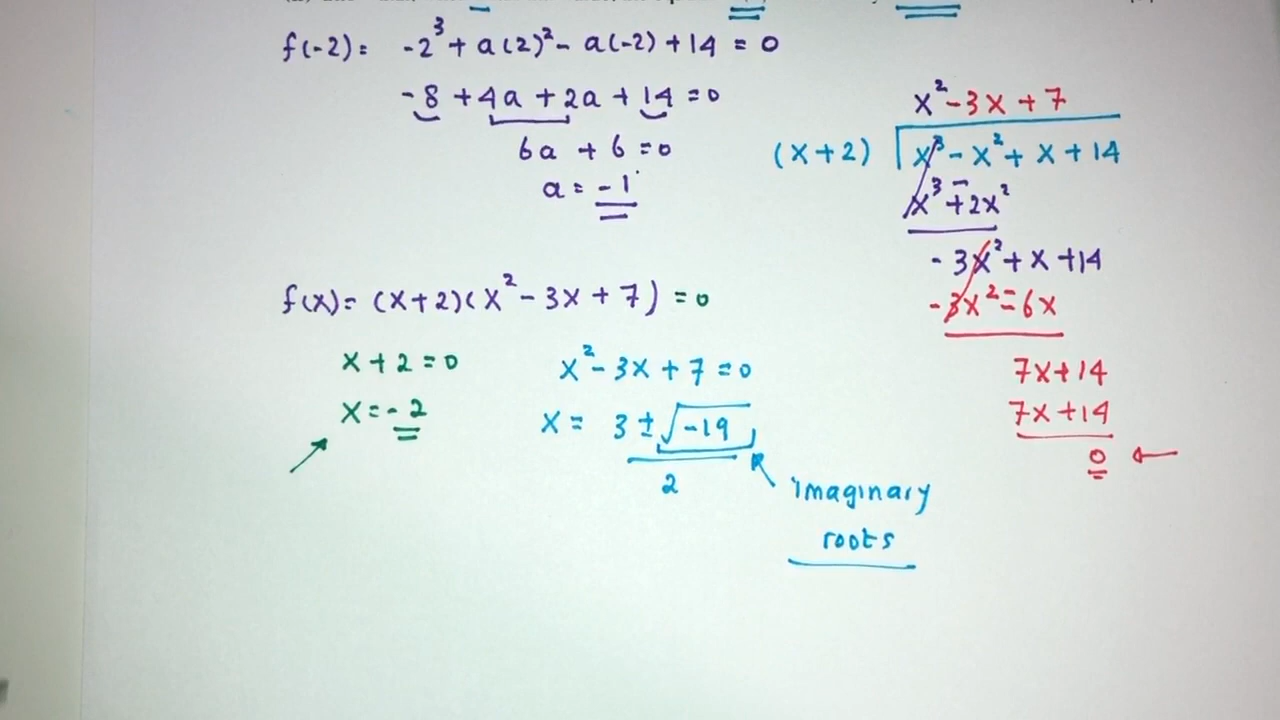 f(-2) = -2³ + a(2)² - a(-2) + 14 = 0
-8 + 4a + 2a + 14 = 0
6a + 6 = 0
a = -1
f(x) = (x+2)(x² - 3x + 7) = 0
x + 2 = 0
x = -2
x² - 3x + 7 = 0
x = 3 ± √-19
2
imaginary
roots
x² - 3x + 7
(x+2) x³ - x² + x + 14
x³ + 2x²
- 3x² + x + 14
- 3x² - 6x
7x + 14
7x + 14
0